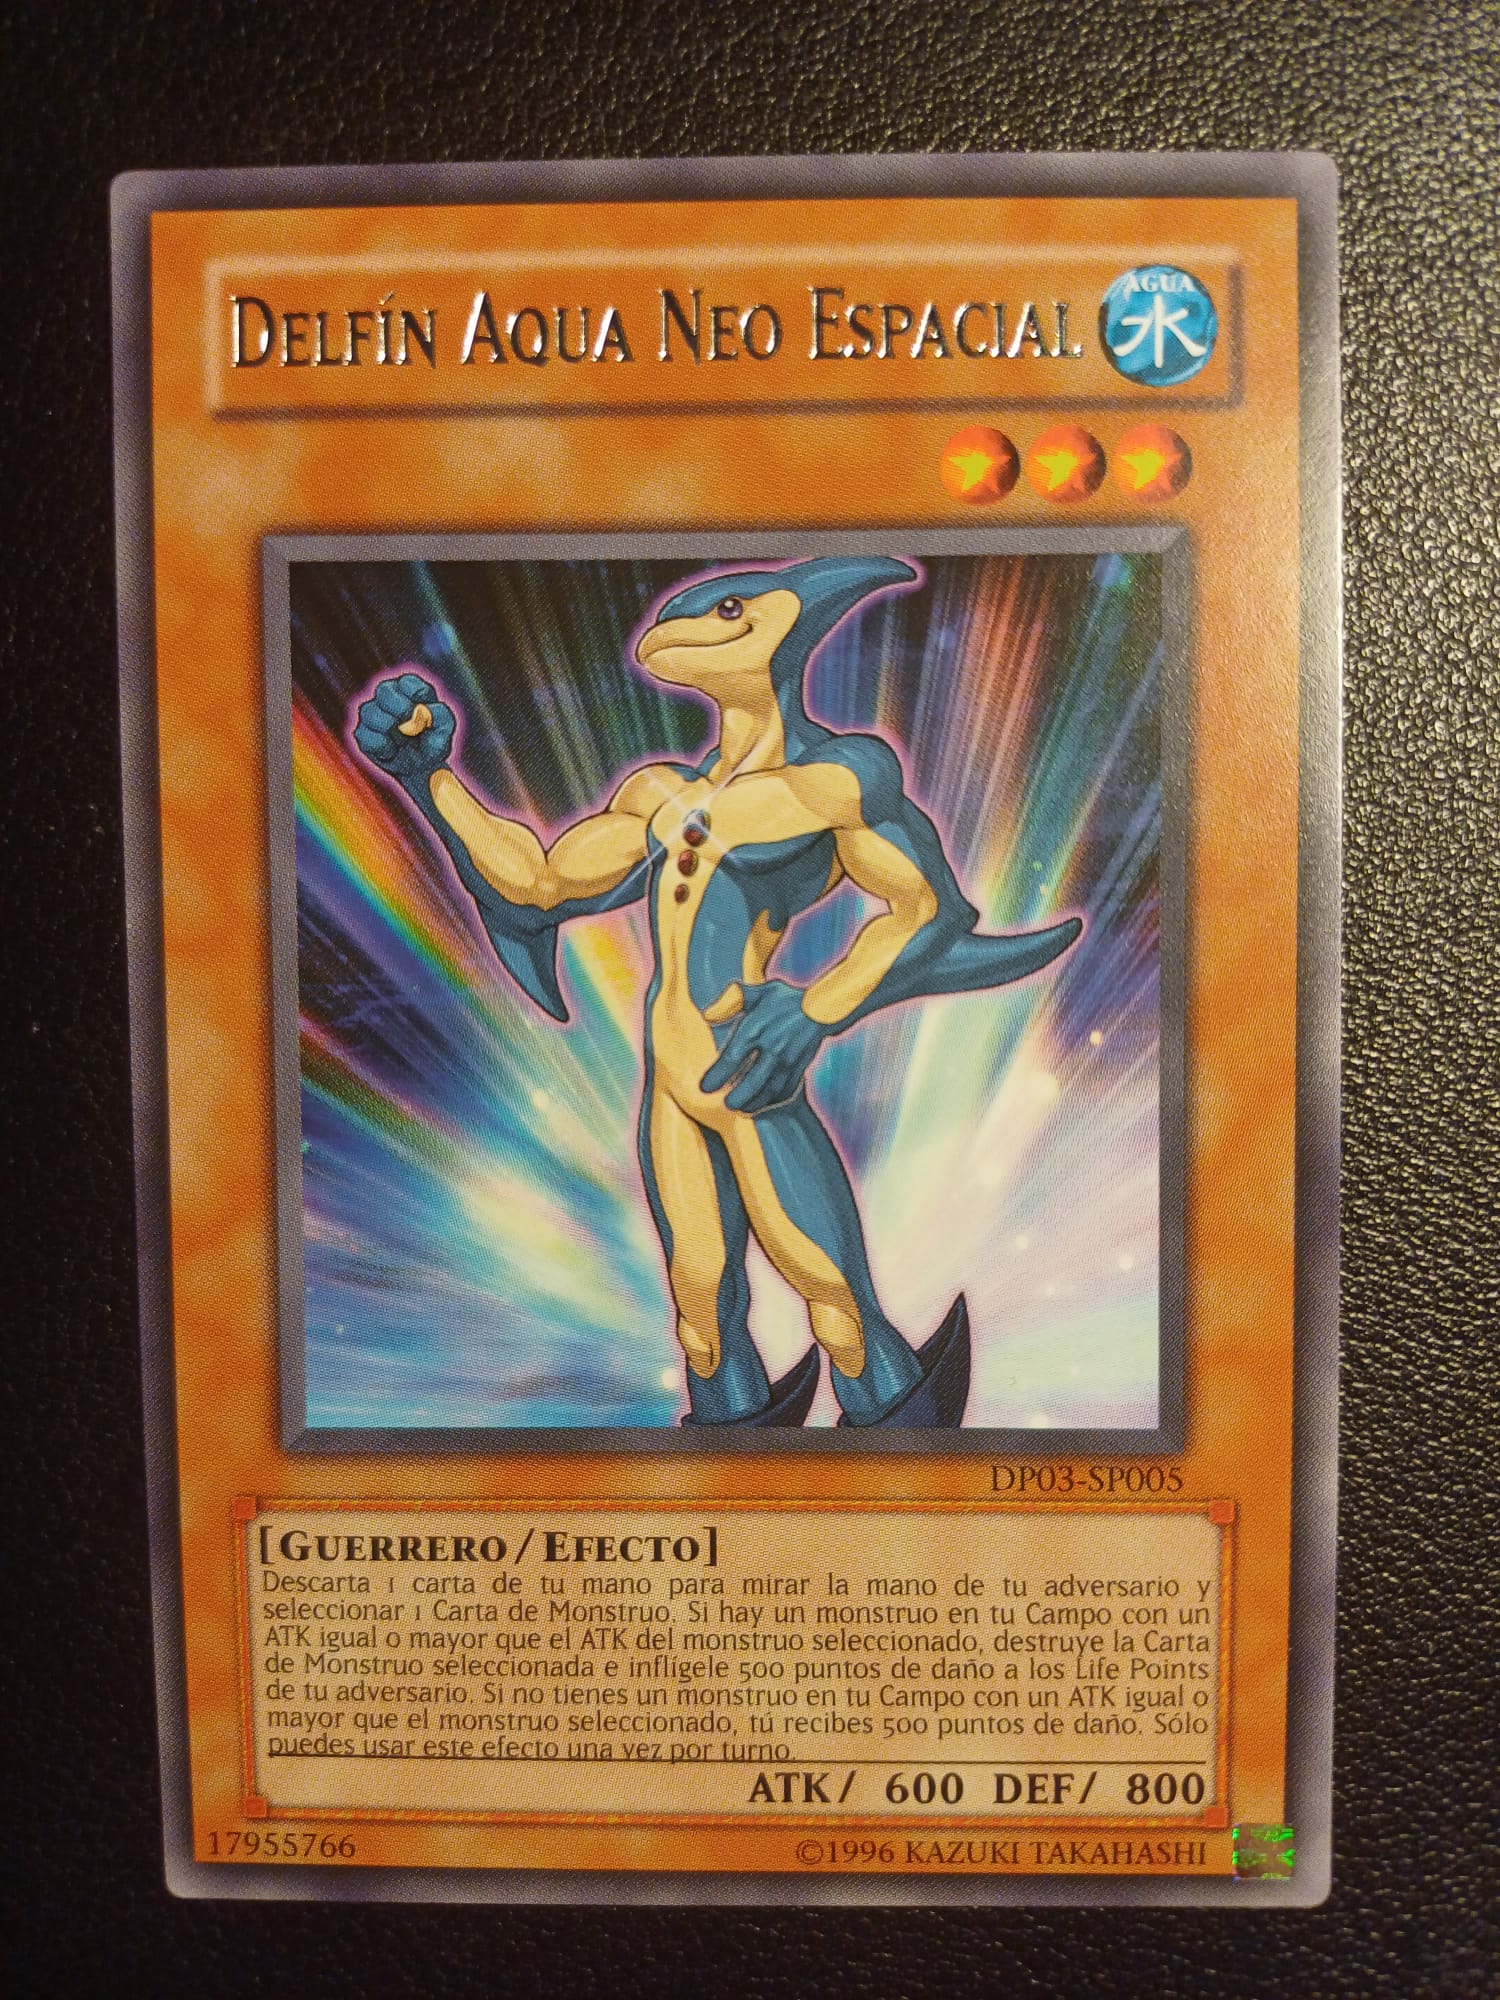 Delfín Aqua Neo Espacial
AGUA
水
DP03-SP005
[Guerrero/Efecto]
Descarta 1 carta de tu mano para mirar la mano de tu adversario y
seleccionar 1 Carta de Monstruo. Si hay un monstruo en tu Campo con un
ATK igual o mayor que el ATK del monstruo seleccionado, destruye la Carta
de Monstruo seleccionada e inflígele 500 puntos de daño a los Life Points
de tu adversario. Si no tienes un monstruo en tu Campo con un ATK igual o
mayor que el monstruo seleccionado, tú recibes 500 puntos de daño. Sólo
puedes usar este efecto una vez por turno.
ATK/ 600 DEF/ 800
17955766
©1996 KAZUKI TAKAHASHI